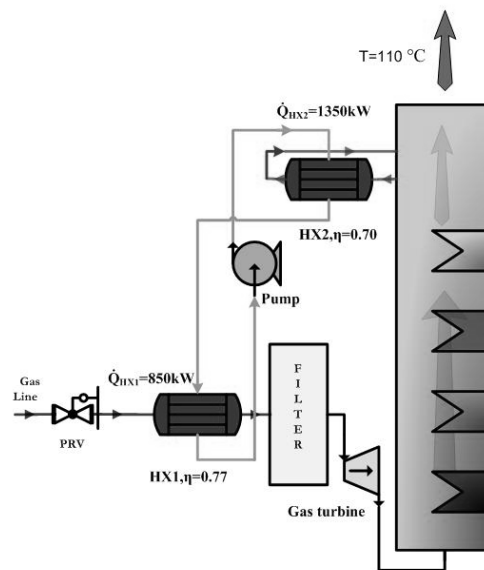 T=110 °C
Q̇HX2=1350kW
HX2,η=0.70
Pump
Gas
Line
Q̇HX1=850kW
PRV
HX1,η=0.77
F
I
L
T
E
R
Gas turbine